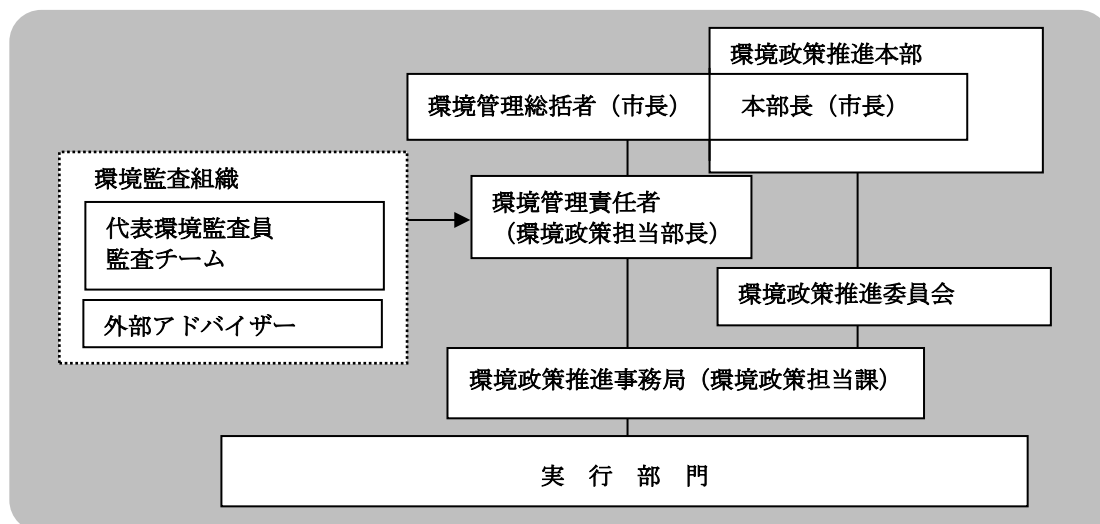 環境政策推進本部
環境管理総括者（市長）
本部長（市長）
環境監査組織
代表環境監査員
監査チーム
外部アドバイザー
環境管理責任者
（環境政策担当部長）
環境政策推進委員会
環境政策推進事務局（環境政策担当課）
実　行　部　門